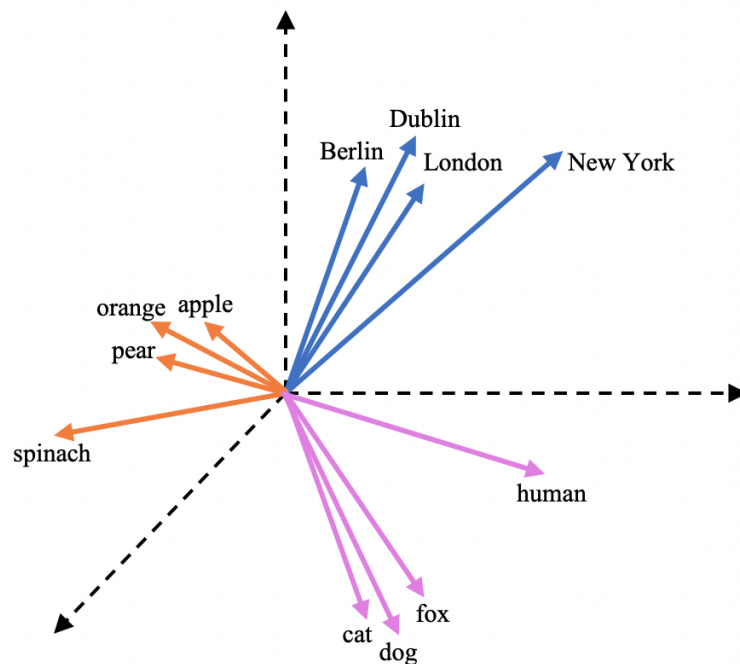 Dublin
Berlin
London
New York
orange
apple
pear
spinach
human
fox
cat
dog